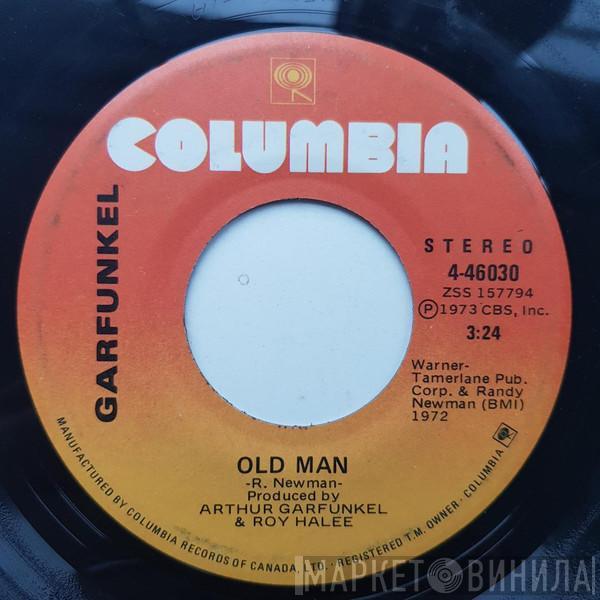 COLUMBIA
GARFUNKEL
STEREO
4-46030
ZSS 157794
Ⓟ1973 CBS, Inc.
3:24
Warner-
Tamerlane Pub.
Corp. & Randy
Newman (BMI)
1972
OLD MAN
-R. Newman-
Produced by
ARTHUR GARFUNKEL
& ROY HALEE
MANUFACTURED BY COLUMBIA RECORDS OF CANADA, LTD. · REGISTERED T.M. OWNER · COLUMBIA
МАРКЕТ ВИНИЛА